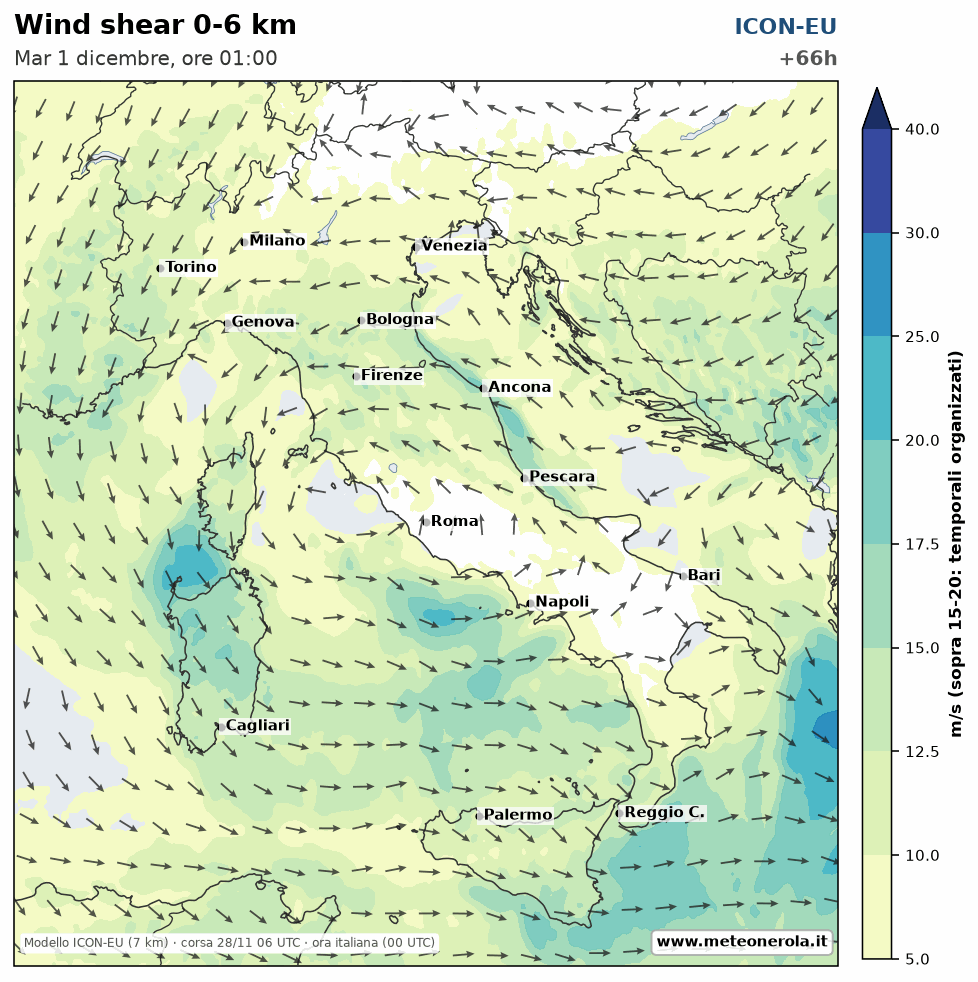 Wind shear 0-6 km
ICON-EU
Mar 1 dicembre, ore 01:00
+66h
40.0
30.0
25.0
20.0
17.5
15.0
12.5
10.0
5.0
m/s (sopra 15-20: temporali organizzati)
Milano
Venezia
Torino
Genova
Bologna
Firenze
Ancona
Pescara
Roma
Bari
Napoli
Cagliari
Palermo
Reggio C.
Modello ICON-EU (7 km) · corsa 28/11 06 UTC · ora italiana (00 UTC)
www.meteonerola.it